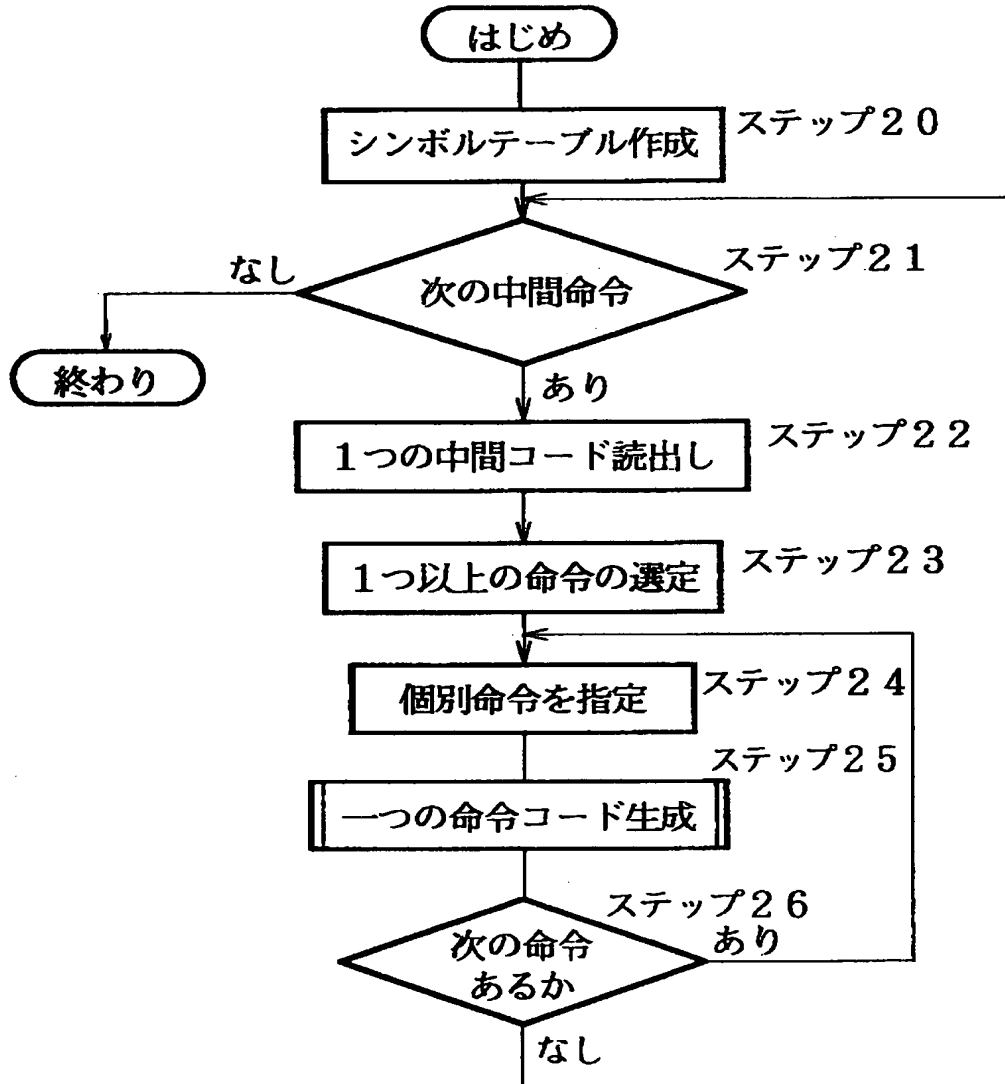 はじめ
シンボルテーブル作成
ステップ20
次の中間命令
ステップ21
なし
終わり
あり
1つの中間コード読出し
ステップ22
1つ以上の命令の選定
ステップ23
個別命令を指定
ステップ24
ステップ25
一つの命令コード生成
ステップ26
次の命令
あるか
あり
なし